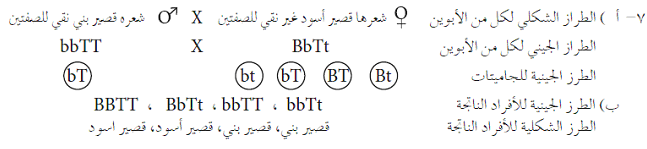 ٧- أ ) الطراز الشكلي لكل من الأبوين ♀ شعرها قصير أسود غير نقي للصفتين X ♂ شعره قصير بني نقي للصفتين
الطراز الجيني لكل من الأبوين BbTt X bbTT
الطرز الجينية للجاميتات Bt BT bT bt bT
ب) الطرز الجينية للأفراد الناتجة BBTT ، BbTt ، bbTT ، bbTt
الطرز الشكلية للأفراد الناتجة قصير بني، قصير بني، قصير أسود، قصير اسود